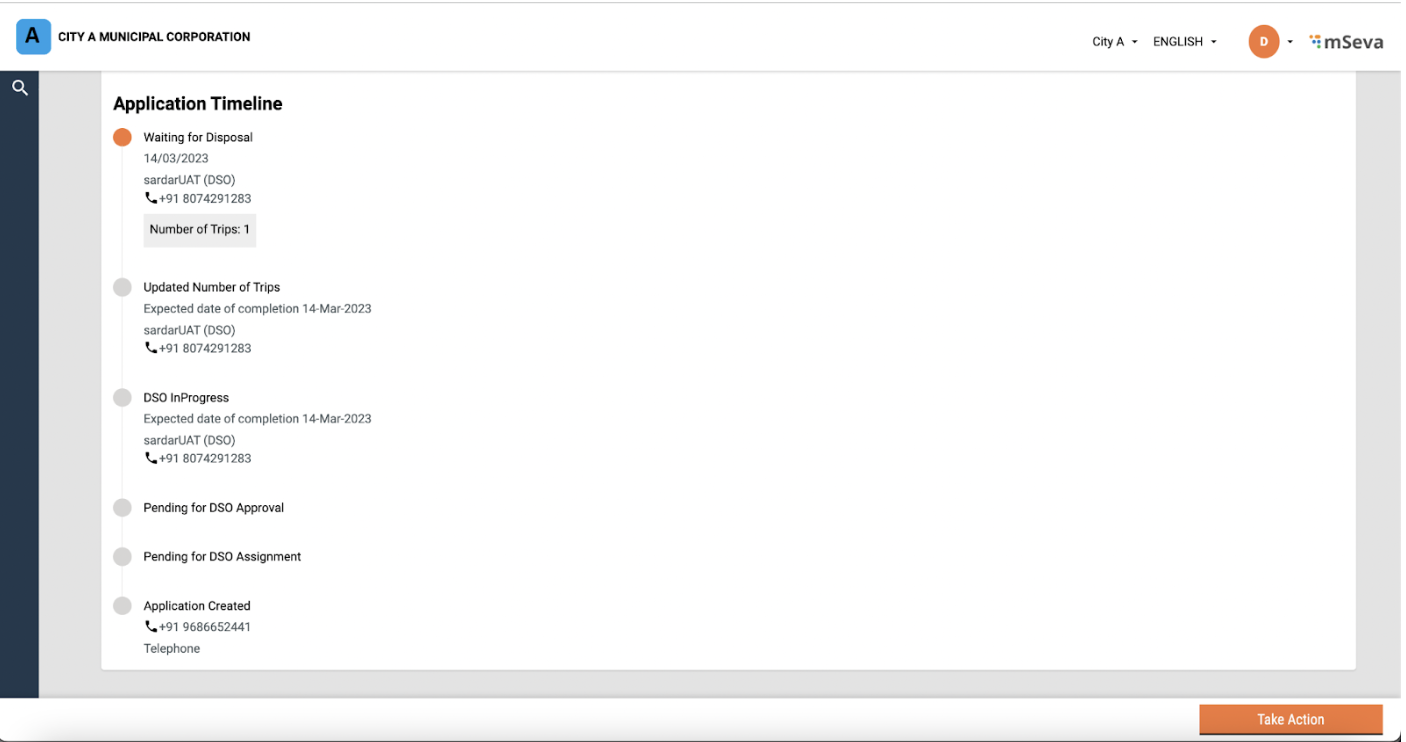 A CITY A MUNICIPAL CORPORATION
City A ENGLISH D mSeva
Application Timeline
Waiting for Disposal
14/03/2023
sardarUAT (DSO)
+91 8074291283
Number of Trips: 1
Updated Number of Trips
Expected date of completion 14-Mar-2023
sardarUAT (DSO)
+91 8074291283
DSO InProgress
Expected date of completion 14-Mar-2023
sardarUAT (DSO)
+91 8074291283
Pending for DSO Approval
Pending for DSO Assignment
Application Created
+91 9686652441
Telephone
Take Action